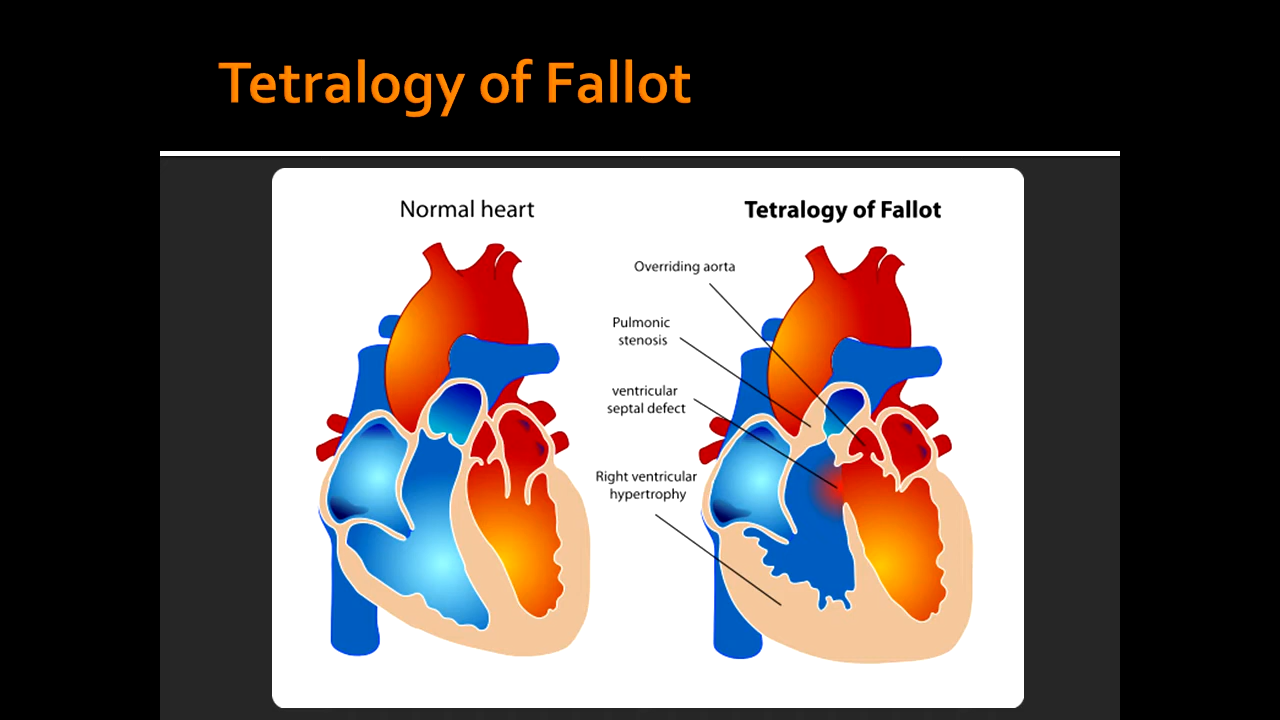 Tetralogy of Fallot
Normal heart
Tetralogy of Fallot
Overriding aorta
Pulmonic
stenosis
ventricular
septal defect
Right ventricular
hypertrophy